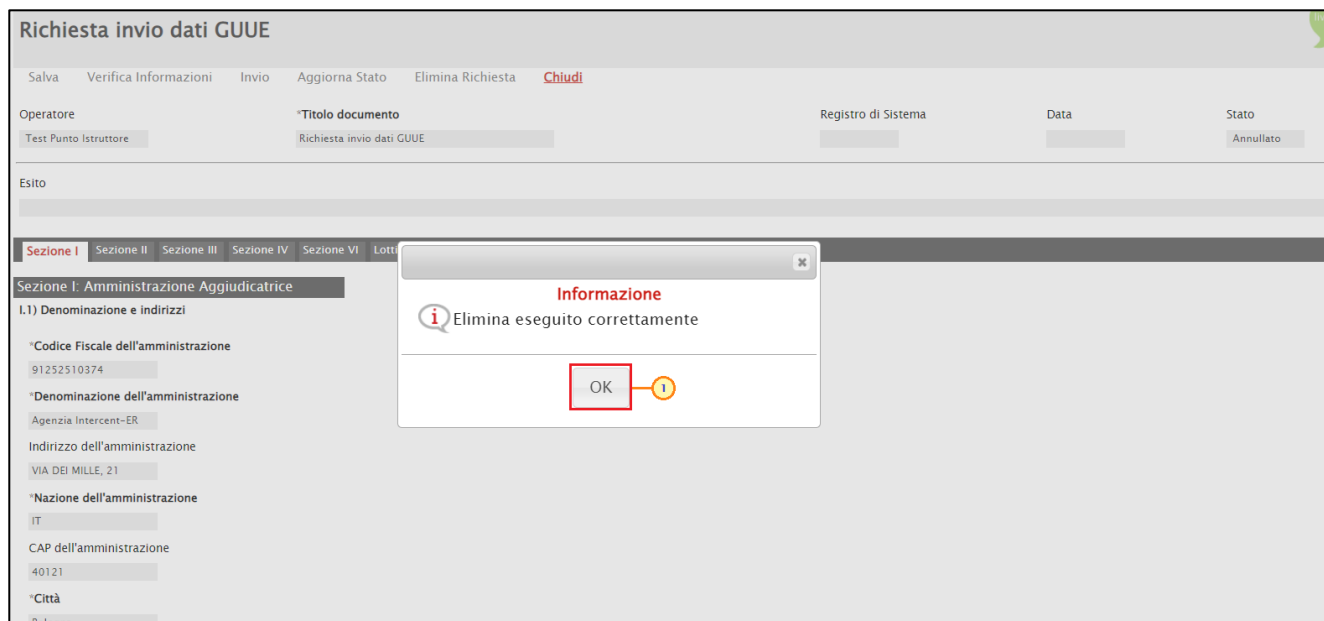 Richiesta invio dati GUUE
Salva Verifica Informazioni Invio Aggiorna Stato Elimina Richiesta Chiudi
Operatore *Titolo documento Registro di Sistema Data Stato
Test Punto Istruttore Richiesta invio dati GUUE Annullato
Esito
Sezione I Sezione II Sezione III Sezione IV Sezione VI Lotti
Sezione I: Amministrazione Aggiudicatrice
Informazione
I.1) Denominazione e indirizzi
Elimina eseguito correttamente
*Codice Fiscale dell'amministrazione
91252510374
OK 1
*Denominazione dell'amministrazione
Agenzia Intercent-ER
Indirizzo dell'amministrazione
VIA DEI MILLE, 21
*Nazione dell'amministrazione
IT
CAP dell'amministrazione
40121
*Città